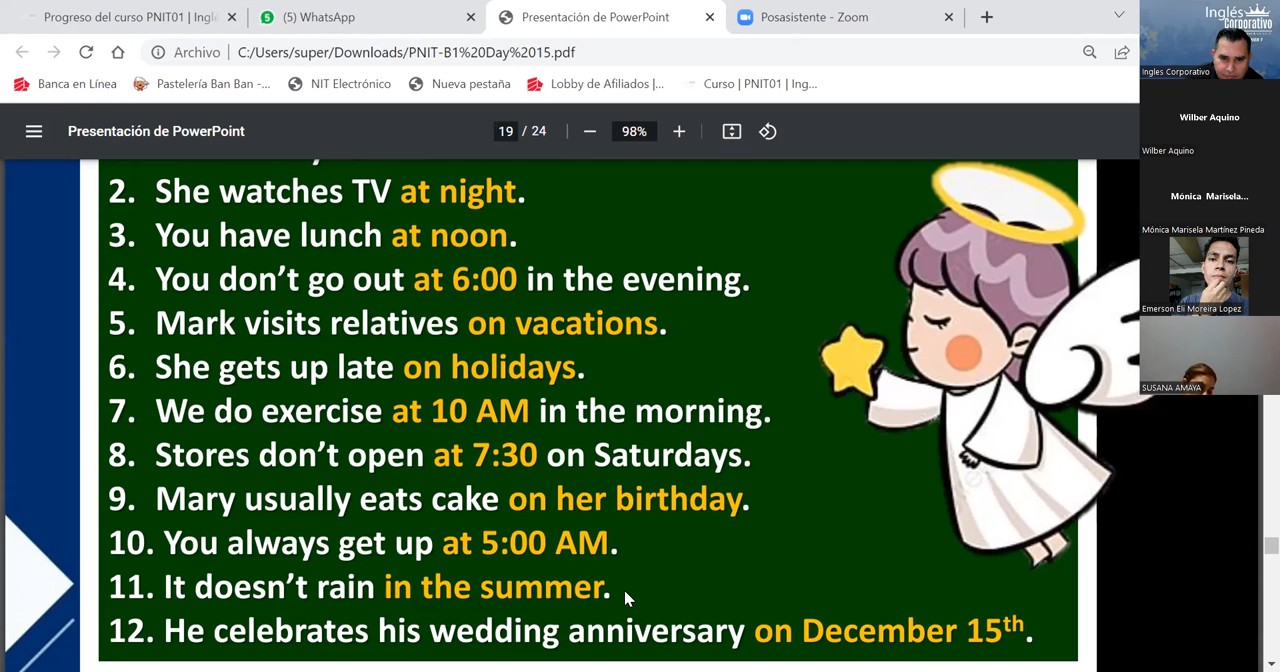 Progreso del curso PNIT01 | Inglé
(5) WhatsApp
Presentación de PowerPoint
Posasistente - Zoom
Archivo
C:/Users/super/Downloads/PNIT-B1%20Day%2015.pdf
Banca en Línea
Pastelería Ban Ban -...
NIT Electrónico
Nueva pestaña
Lobby de Afiliados |...
Curso | PNIT01 | Ing...
Presentación de PowerPoint
19 / 24
98%
2. She watches TV at night.
3. You have lunch at noon.
4. You don't go out at 6:00 in the evening.
5. Mark visits relatives on vacations.
6. She gets up late on holidays.
7. We do exercise at 10 AM in the morning.
8. Stores don't open at 7:30 on Saturdays.
9. Mary usually eats cake on her birthday.
10. You always get up at 5:00 AM.
11. It doesn't rain in the summer.
12. He celebrates his wedding anniversary on December 15th.
Inglés
Corporativo
Ingles Corporativo
Wilber Aquino
Wilber Aquino
Mónica Marisela...
Mónica Marisela Martínez Pineda
Emerson Elí Moreira Lopez
SUSANA AMAYA